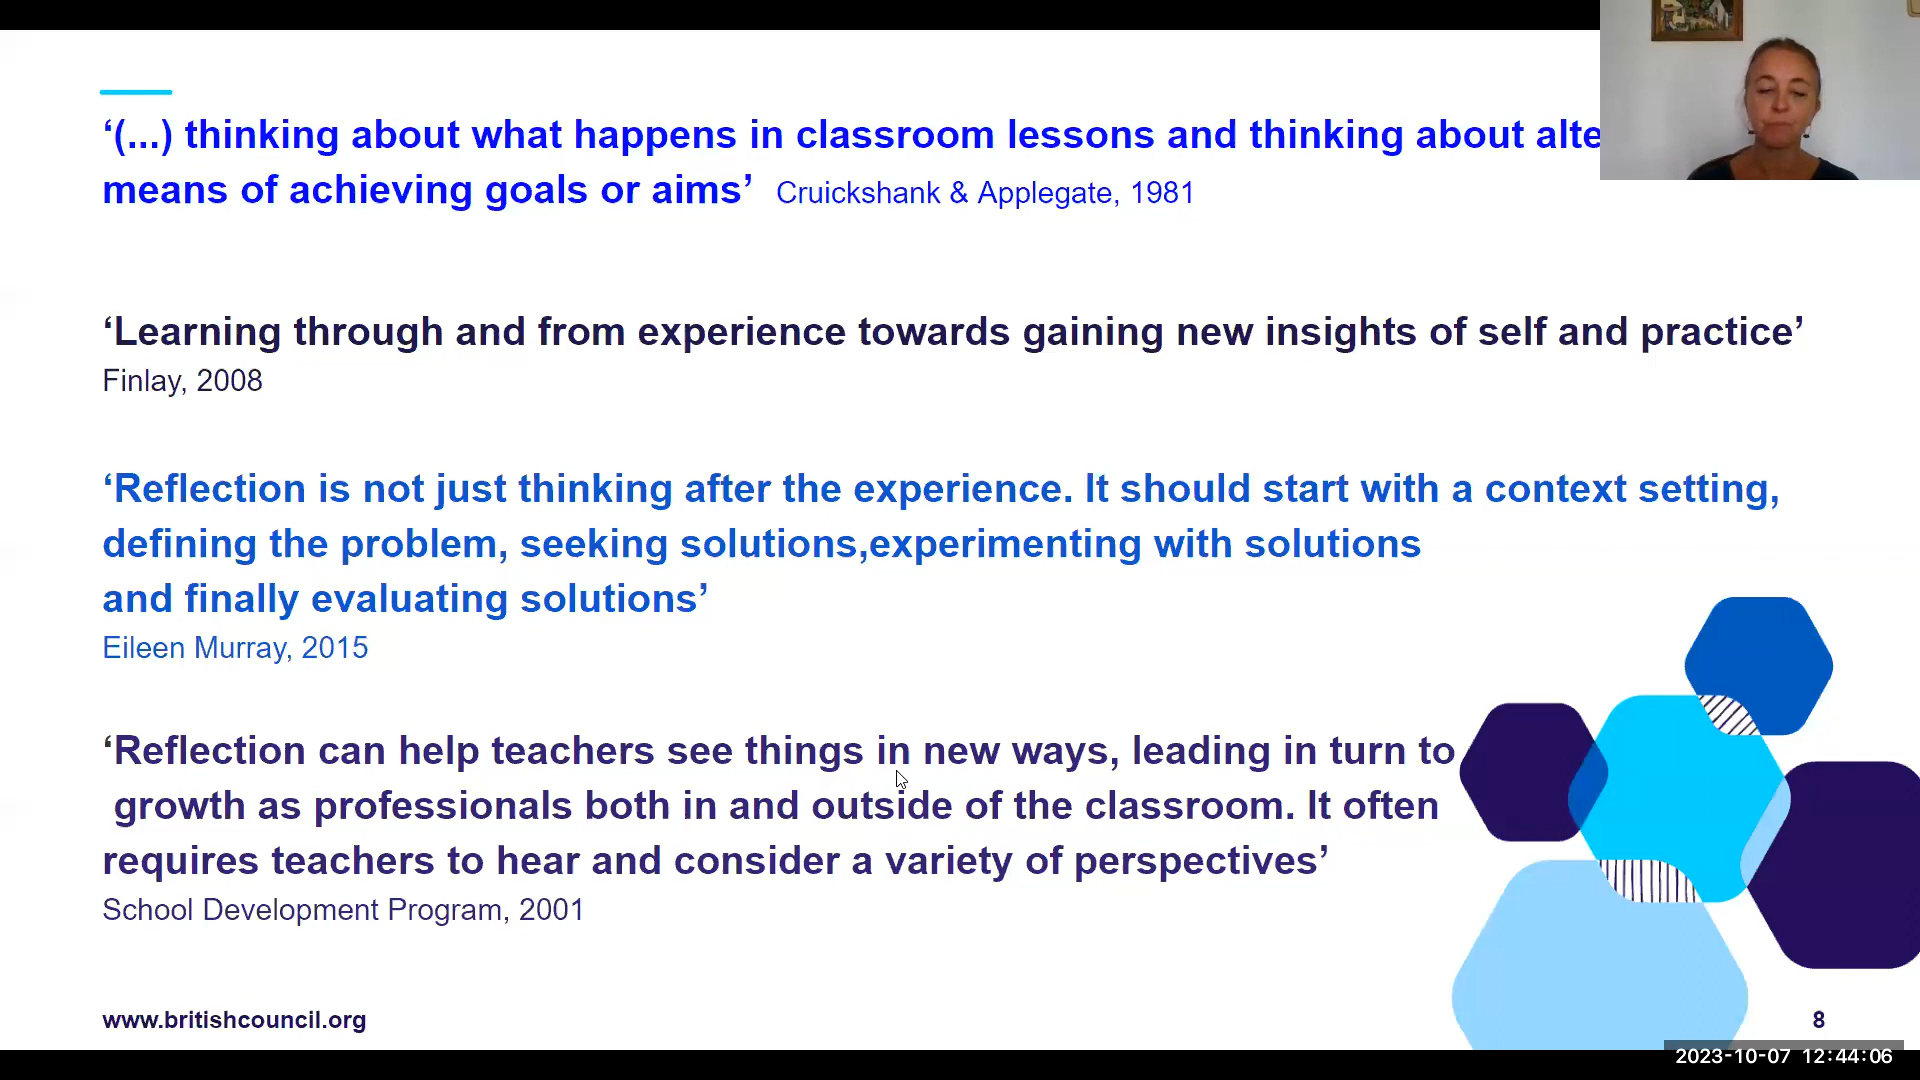 ‘(...) thinking about what happens in classroom lessons and thinking about
means of achieving goals or aims’ Cruickshank & Applegate, 1981
‘Learning through and from experience towards gaining new insights of self and practice’
Finlay, 2008
‘Reflection is not just thinking after the experience. It should start with a context setting,
defining the problem, seeking solutions,experimenting with solutions
and finally evaluating solutions’
Eileen Murray, 2015
‘Reflection can help teachers see things in new ways, leading in turn to
growth as professionals both in and outside of the classroom. It often
requires teachers to hear and consider a variety of perspectives’
School Development Program, 2001
www.britishcouncil.org
8
2023-10-07 12:44:06